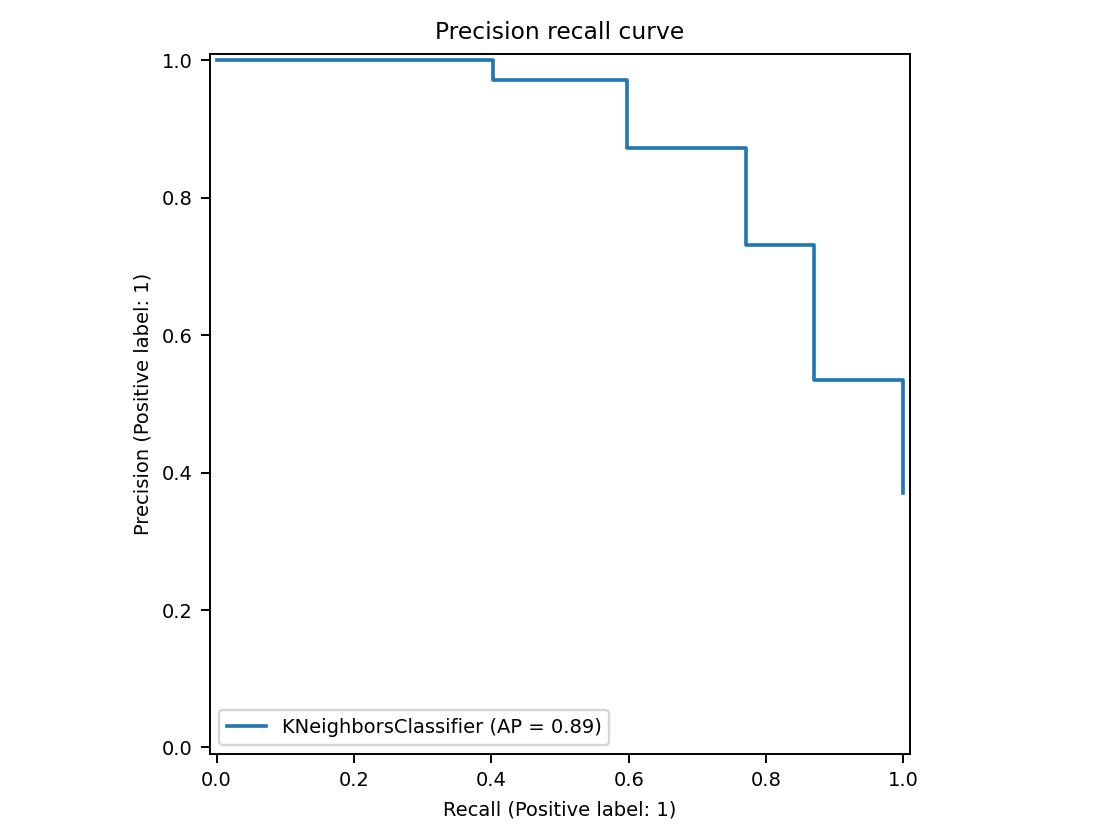 Precision recall curve
1.0
0.8
0.6
0.4
0.2
0.0
Precision (Positive label: 1)
KNeighborsClassifier (AP = 0.89)
0.0 0.2 0.4 0.6 0.8 1.0
Recall (Positive label: 1)